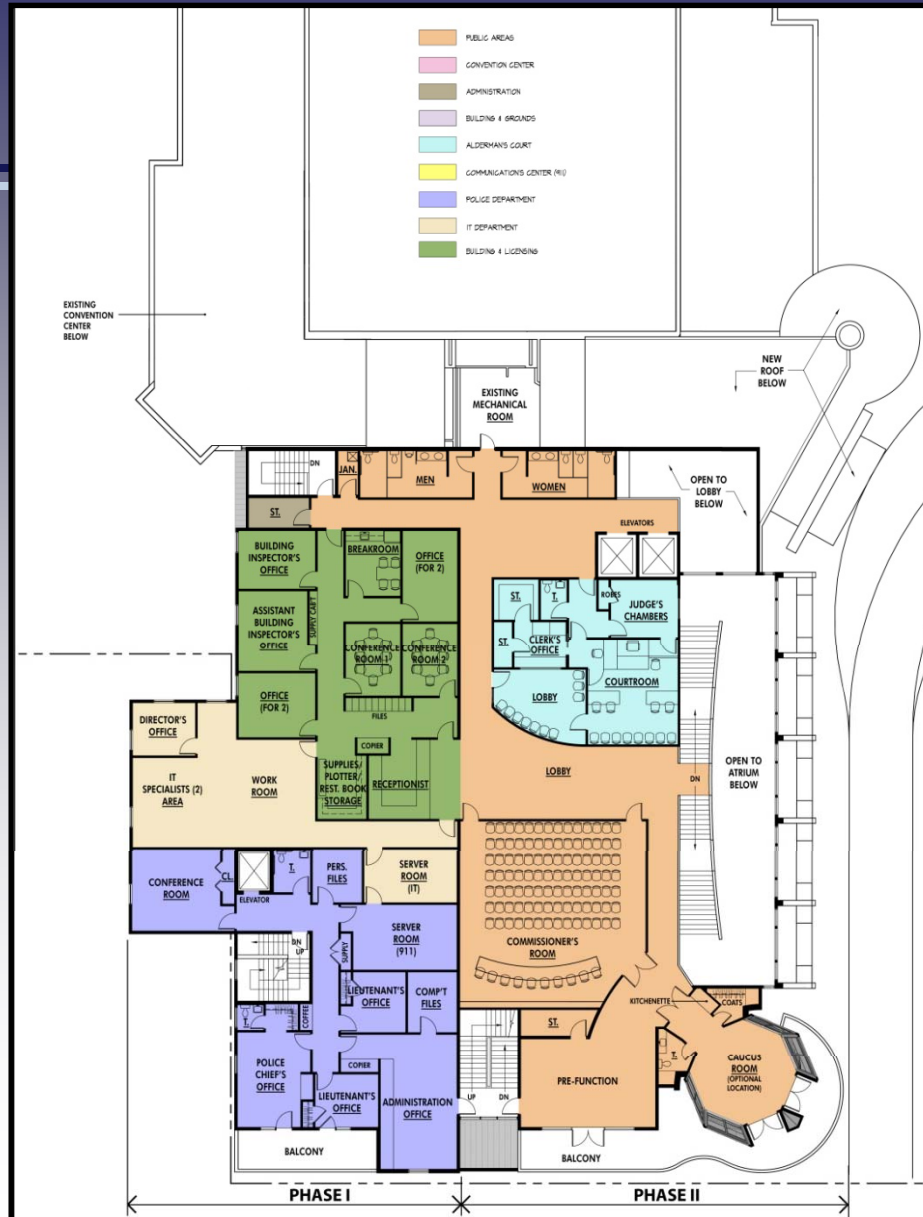 PUBLIC AREAS
CONVENTION CENTER
ADMINISTRATION
BUILDING & GROUNDS
ALDERMAN'S COURT
COMMUNICATION'S CENTER (911)
POLICE DEPARTMENT
IT DEPARTMENT
BUILDING & LICENSING
EXISTING
CONVENTION
CENTER
BELOW
NEW
ROOF
BELOW
EXISTING
MECHANICAL
ROOM
DN
JAN.
MEN
WOMEN
OPEN TO
LOBBY
BELOW
ST.
ELEVATORS
BUILDING
INSPECTOR'S
OFFICE
BREAKROOM
OFFICE
(FOR 2)
SUPPLY CAB'T
ASSISTANT
BUILDING
INSPECTOR'S
OFFICE
CONFERENCE
ROOM 1
CONFERENCE
ROOM 2
ST.
T.
ROBES
JUDGE'S
CHAMBERS
ST.
CLERK'S
OFFICE
COURTROOM
LOBBY
OFFICE
(FOR 2)
FILES
COPIER
DIRECTOR'S
OFFICE
IT
SPECIALISTS (2)
AREA
WORK
ROOM
SUPPLIES/
PLOTTER/
REST. BOOK
STORAGE
RECEPTIONIST
LOBBY
DN
OPEN TO
ATRIUM
BELOW
CONFERENCE
ROOM
CL.
ELEVATOR
T.
PERS.
FILES
SERVER
ROOM
(IT)
DN
UP
SUPPLY
SERVER
ROOM
(911)
COMMISSIONER'S
ROOM
LIEUTENANT'S
OFFICE
COMP'T
FILES
KITCHENETTE
COATS
T.
COFFEE
ST.
POLICE
CHIEF'S
OFFICE
COPIER
LIEUTENANT'S
OFFICE
ADMINISTRATION
OFFICE
UP
DN
PRE-FUNCTION
T.
CAUCUS
ROOM
(OPTIONAL
LOCATION)
BALCONY
BALCONY
PHASE I
PHASE II